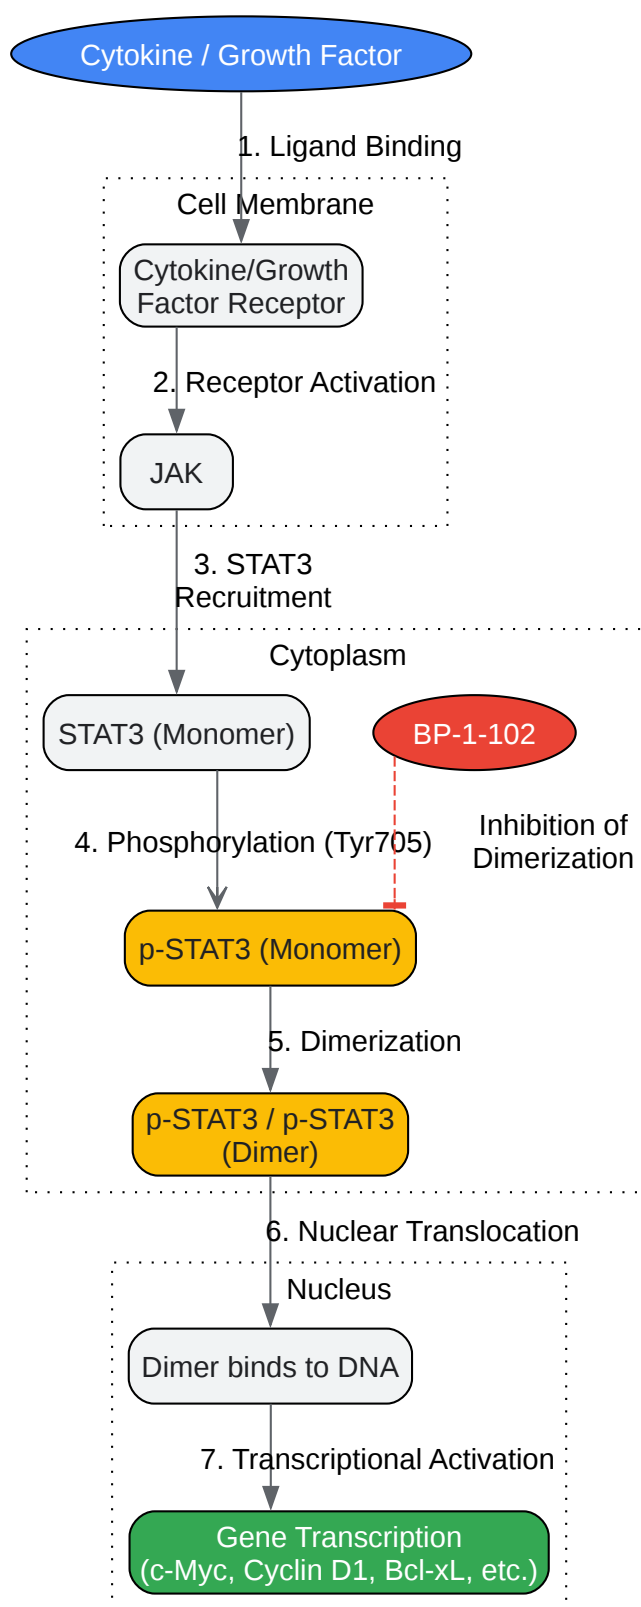 Cytokine / Growth Factor
1. Ligand Binding
Cell Membrane
Cytokine/Growth
Factor Receptor
2. Receptor Activation
JAK
3. STAT3
Recruitment
Cytoplasm
STAT3 (Monomer)
BP-1-102
4. Phosphorylation (Tyr705)
Inhibition of
Dimerization
p-STAT3 (Monomer)
5. Dimerization
p-STAT3 / p-STAT3
(Dimer)
6. Nuclear Translocation
Nucleus
Dimer binds to DNA
7. Transcriptional Activation
Gene Transcription
(c-Myc, Cyclin D1, Bcl-xL, etc.)